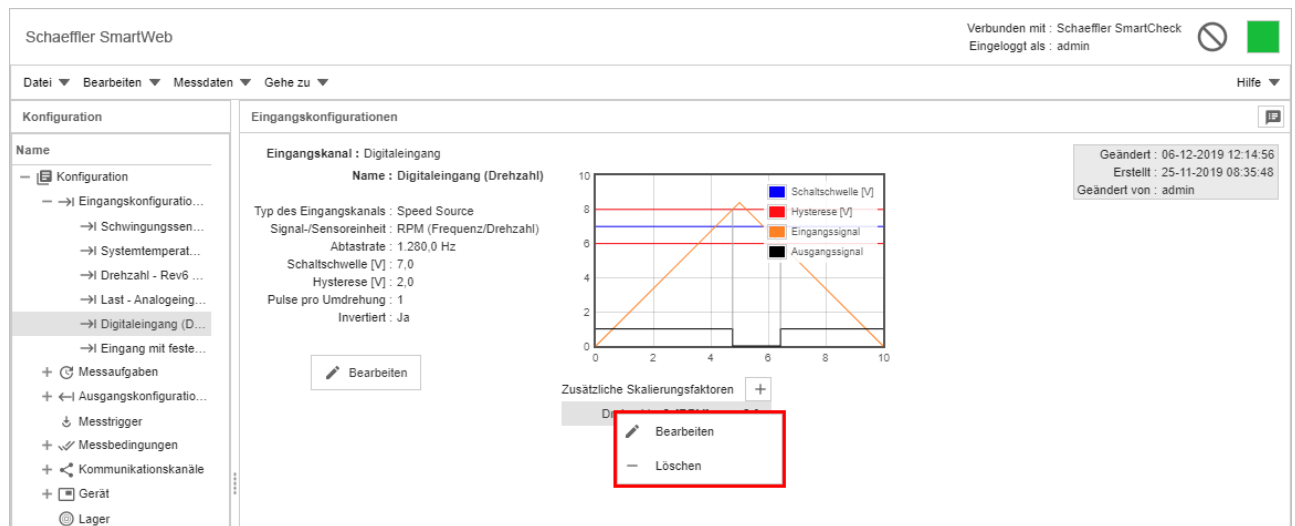 Schaeffler SmartWeb
Verbunden mit : Schaeffler SmartCheck
Eingeloggt als : admin
Datei Bearbeiten Messdaten Gehe zu Hilfe
Konfiguration
Name
Konfiguration
Eingangskonfiguratio...
Schwingungssen...
Systemtemperat...
Drehzahl - Rev6 ...
Last - Analogeing...
Digitaleingang (D...
Eingang mit feste...
Messaufgaben
Ausgangskonfiguratio...
Messtrigger
Messbedingungen
Kommunikationskanäle
Gerät
Lager
Eingangskonfigurationen
Eingangskanal : Digitaleingang
Name : Digitaleingang (Drehzahl)
Typ des Eingangskanals : Speed Source
Signal-/Sensoreinheit : RPM (Frequenz/Drehzahl)
Abtastrate : 1.280,0 Hz
Schaltschwelle [V] : 7,0
Hysterese [V] : 2,0
Pulse pro Umdrehung : 1
Invertiert : Ja
Bearbeiten
10
8
6
4
2
0
0 2 4 6 8 10
Schaltschwelle [V]
Hysterese [V]
Eingangssignal
Ausgangssignal
Zusätzliche Skalierungsfaktoren +
Bearbeiten
Löschen
Geändert : 06-12-2019 12:14:56
Erstellt : 25-11-2019 08:35:48
Geändert von : admin